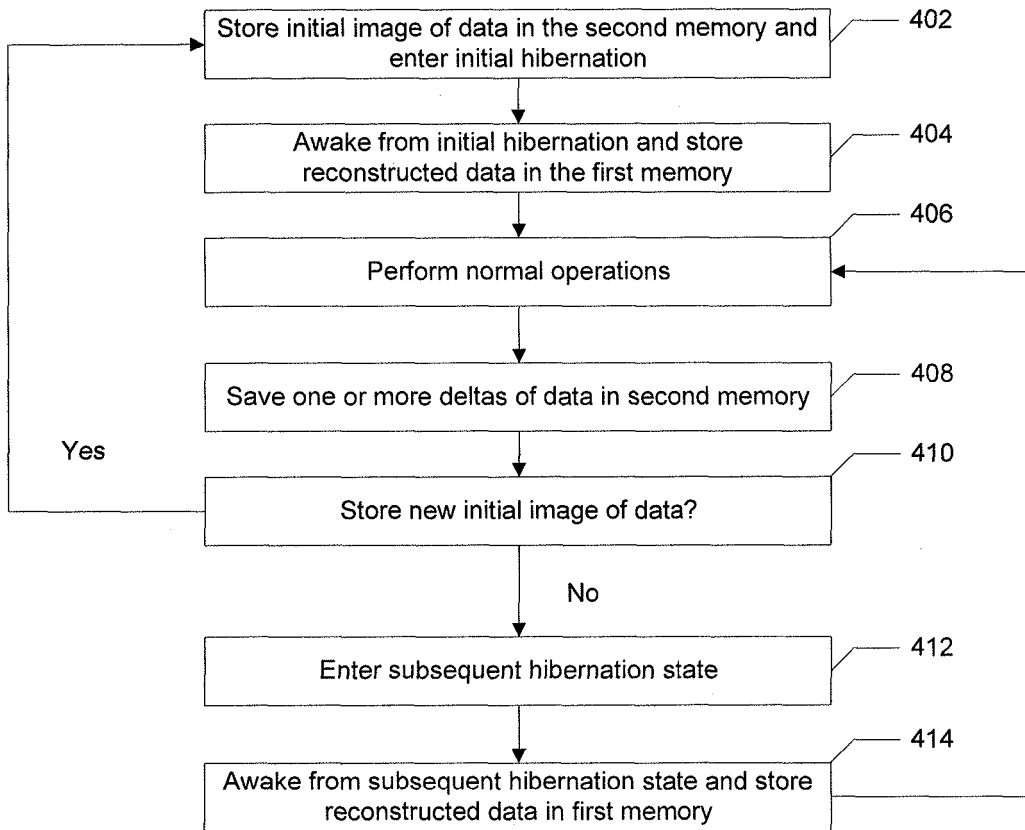 Store initial image of data in the second memory and
enter initial hibernation
402
Awake from initial hibernation and store
reconstructed data in the first memory
404
406
Perform normal operations
Save one or more deltas of data in second memory
408
Yes
410
Store new initial image of data?
No
Enter subsequent hibernation state
412
414
Awake from subsequent hibernation state and store
reconstructed data in first memory